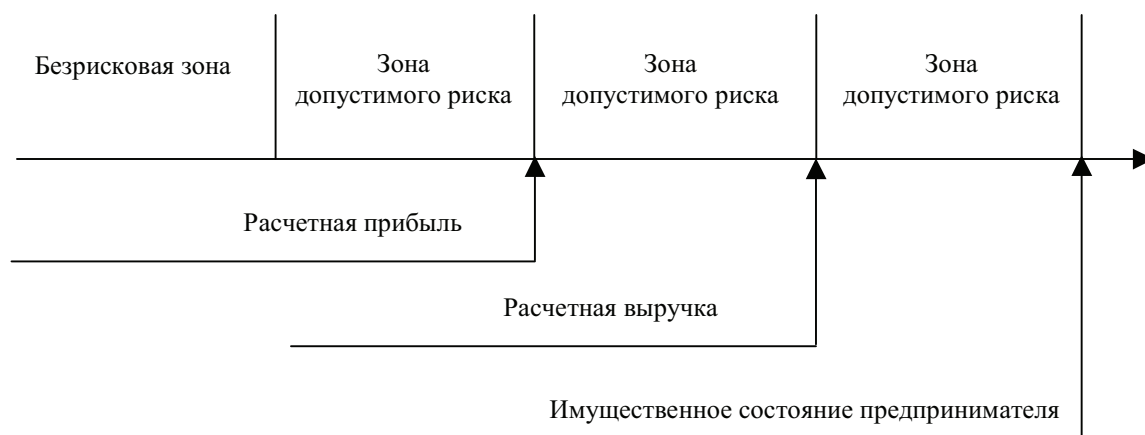 Безрисковая зона
Зона
допустимого риска
Зона
допустимого риска
Зона
допустимого риска
Расчетная прибыль
Расчетная выручка
Имущественное состояние предпринимателя